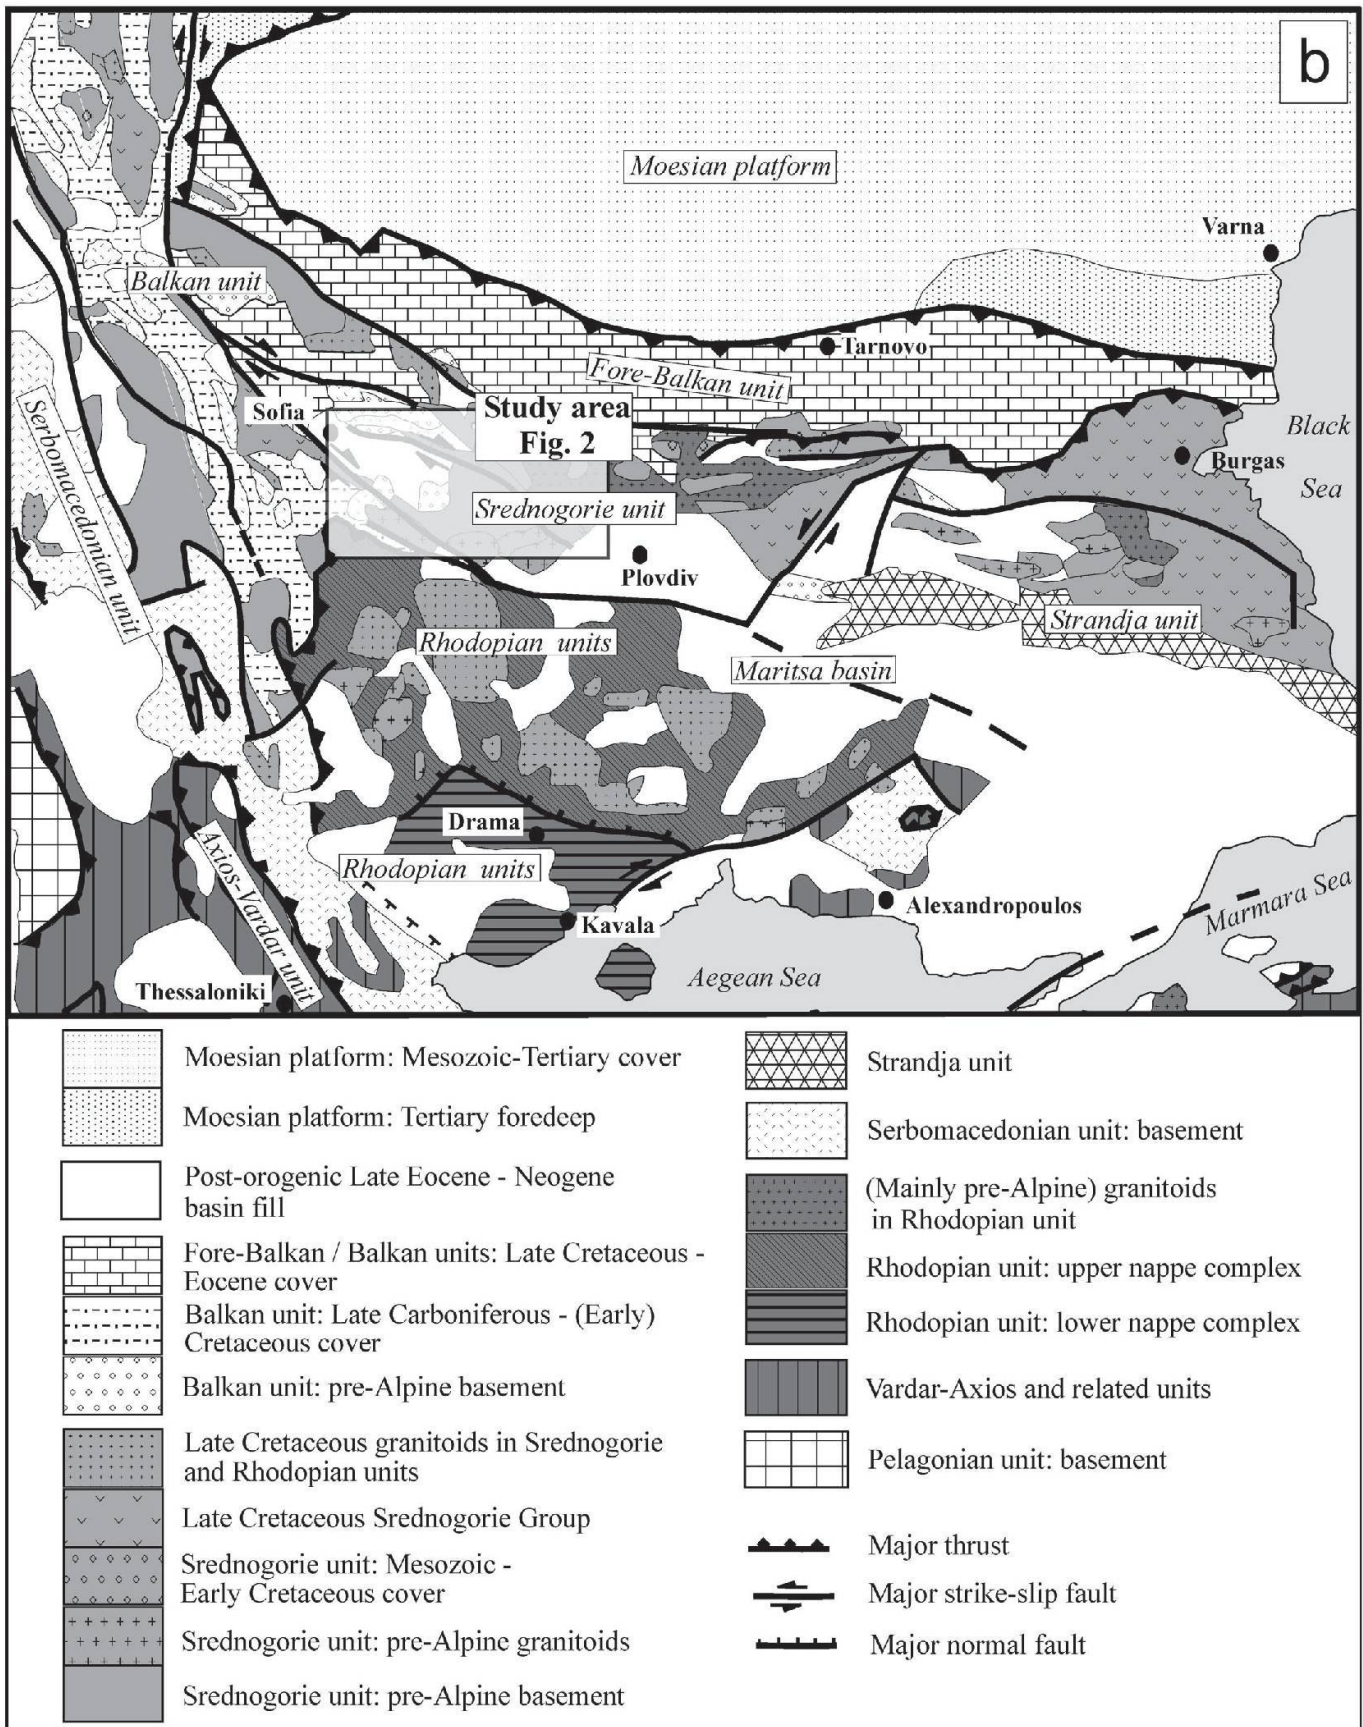 b
Moesian platform
Varna
Balkan unit
Tarnovo
Fore-Balkan unit
Sofia
Study area
Fig. 2
Black
Sea
Burgas
Serbomacedonian unit
Srednogorie unit
Plovdiv
Strandja unit
Rhodopian units
Maritsa basin
Drama
Rhodopian units
Axios-Vardar unit
Kavala
Alexandropoulos
Marmara Sea
Aegean Sea
Thessaloniki
Moesian platform: Mesozoic-Tertiary cover
Moesian platform: Tertiary foredeep
Post-orogenic Late Eocene - Neogene
basin fill
Fore-Balkan / Balkan units: Late Cretaceous -
Eocene cover
Balkan unit: Late Carboniferous - (Early)
Cretaceous cover
Balkan unit: pre-Alpine basement
Late Cretaceous granitoids in Srednogorie
and Rhodopian units
Late Cretaceous Srednogorie Group
Srednogorie unit: Mesozoic -
Early Cretaceous cover
Srednogorie unit: pre-Alpine granitoids
Srednogorie unit: pre-Alpine basement
Strandja unit
Serbomacedonian unit: basement
(Mainly pre-Alpine) granitoids
in Rhodopian unit
Rhodopian unit: upper nappe complex
Rhodopian unit: lower nappe complex
Vardar-Axios and related units
Pelagonian unit: basement
Major thrust
Major strike-slip fault
Major normal fault